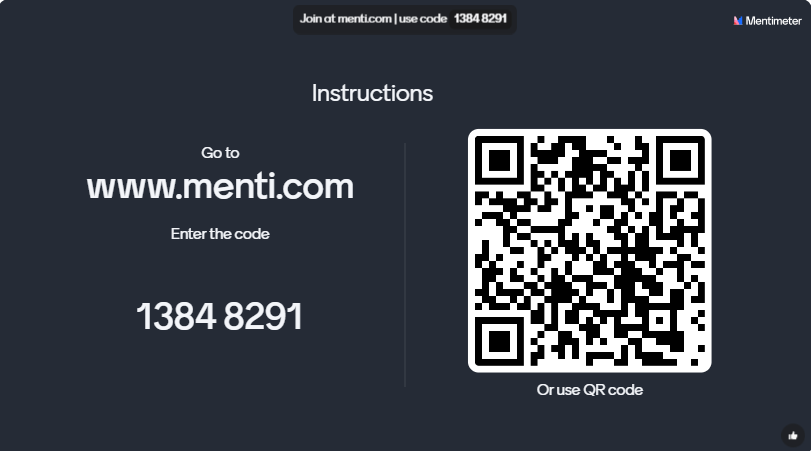 Join at menti.com | use code 1384 8291
Mentimeter
Instructions
Go to
www.menti.com
Enter the code
1384 8291
Or use QR code